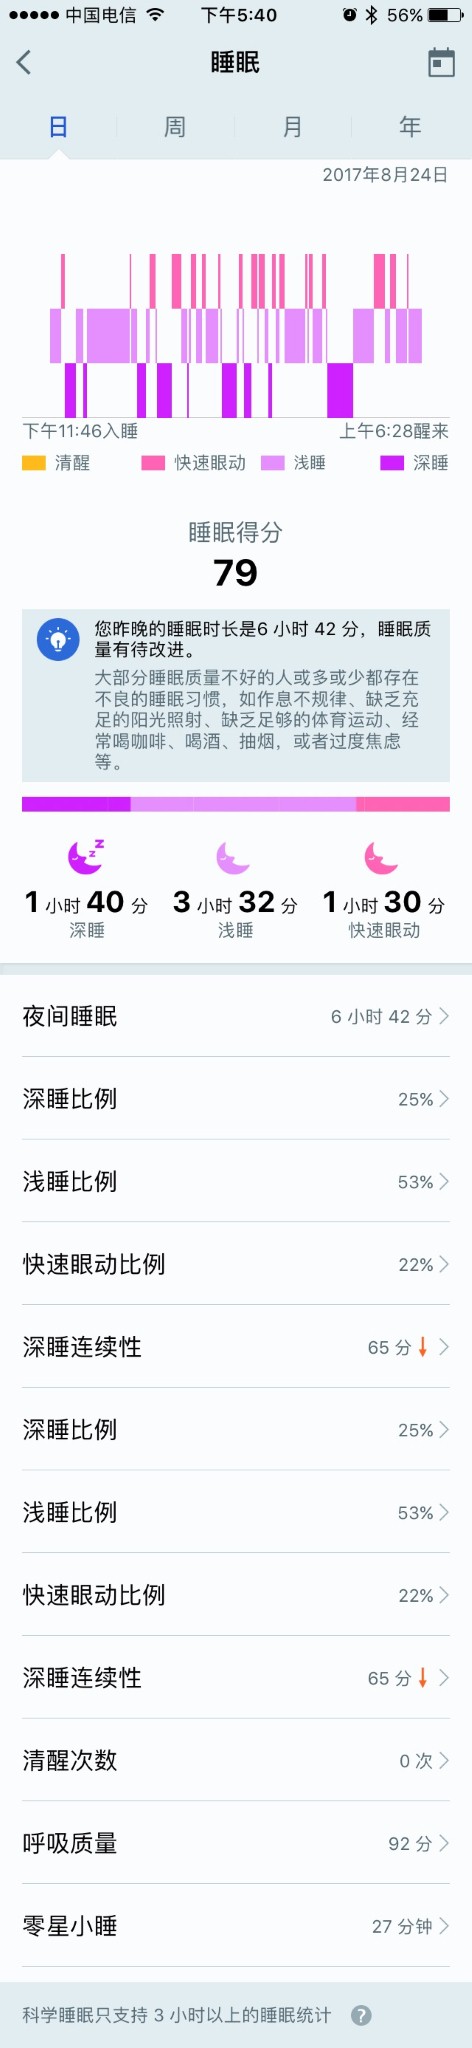 中国电信 下午5:40 56%
睡眠
日 周 月 年
2017年8月24日
下午11:46入睡 上午6:28醒来
清醒 快速眼动 浅睡 深睡
睡眠得分
79
您昨晚的睡眠时长是6 小时 42 分，睡眠质
量有待改进。
大部分睡眠质量不好的人或多或少都存在
不良的睡眠习惯，如作息不规律、缺乏充
足的阳光照射、缺乏足够的体育运动、经
常喝咖啡、喝酒、抽烟，或者过度焦虑
等。
z z
1 小时 40 分 3 小时 32 分 1 小时 30 分
深睡 浅睡 快速眼动
夜间睡眠 6 小时 42 分
深睡比例 25%
浅睡比例 53%
快速眼动比例 22%
深睡连续性 65 分
深睡比例 25%
浅睡比例 53%
快速眼动比例 22%
深睡连续性 65 分
清醒次数 0 次
呼吸质量 92 分
零星小睡 27 分钟
科学睡眠只支持 3 小时以上的睡眠统计 ?